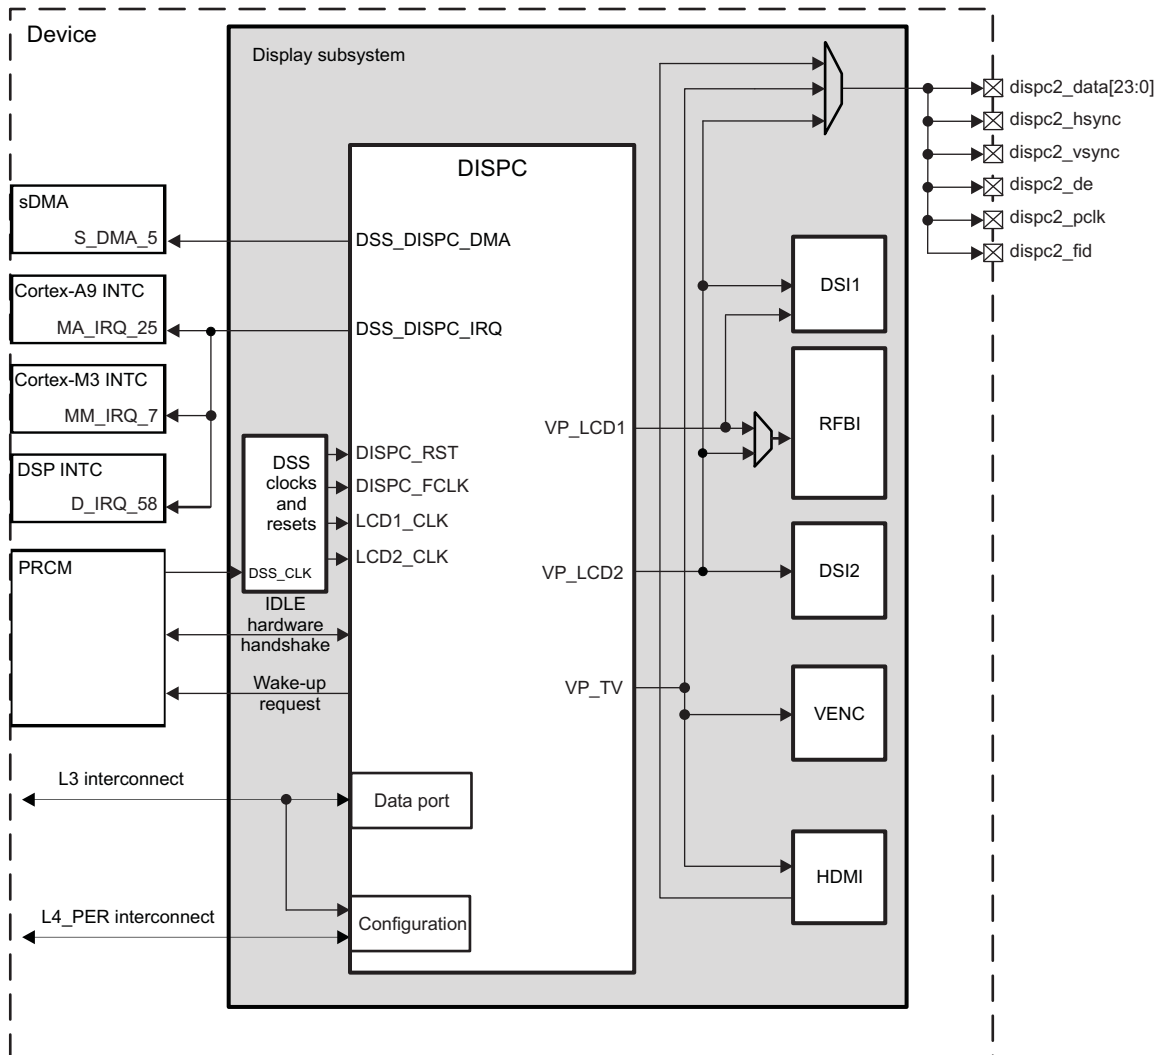 Device
Display subsystem
dispc2_data[23:0]
dispc2_hsync
dispc2_vsync
dispc2_de
dispc2_pclk
dispc2_fid
DISPC
sDMA
S_DMA_5
DSS_DISPC_DMA
Cortex-A9 INTC
MA_IRQ_25
DSS_DISPC_IRQ
Cortex-M3 INTC
MM_IRQ_7
DSP INTC
D_IRQ_58
DSS
clocks
and
resets
DSS_CLK
DISPC_RST
DISPC_FCLK
LCD1_CLK
LCD2_CLK
PRCM
IDLE
hardware
handshake
Wake-up
request
VP_LCD1
VP_LCD2
VP_TV
DSI1
RFBI
DSI2
VENC
HDMI
L3 interconnect
Data port
L4_PER interconnect
Configuration